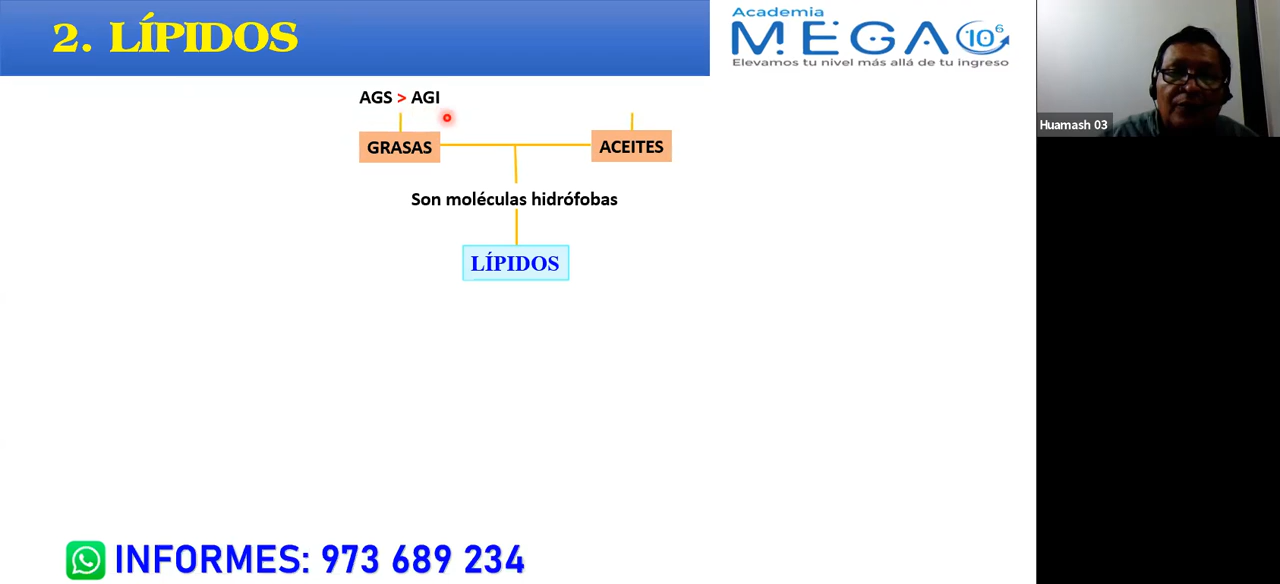 2. LÍPIDOS
Academia
MEGA 10⁶
Elevamos tu nivel más allá de tu ingreso
AGS > AGI
GRASAS
ACEITES
Son moléculas hidrófobas
LÍPIDOS
INFORMES: 973 689 234
Huamash 03